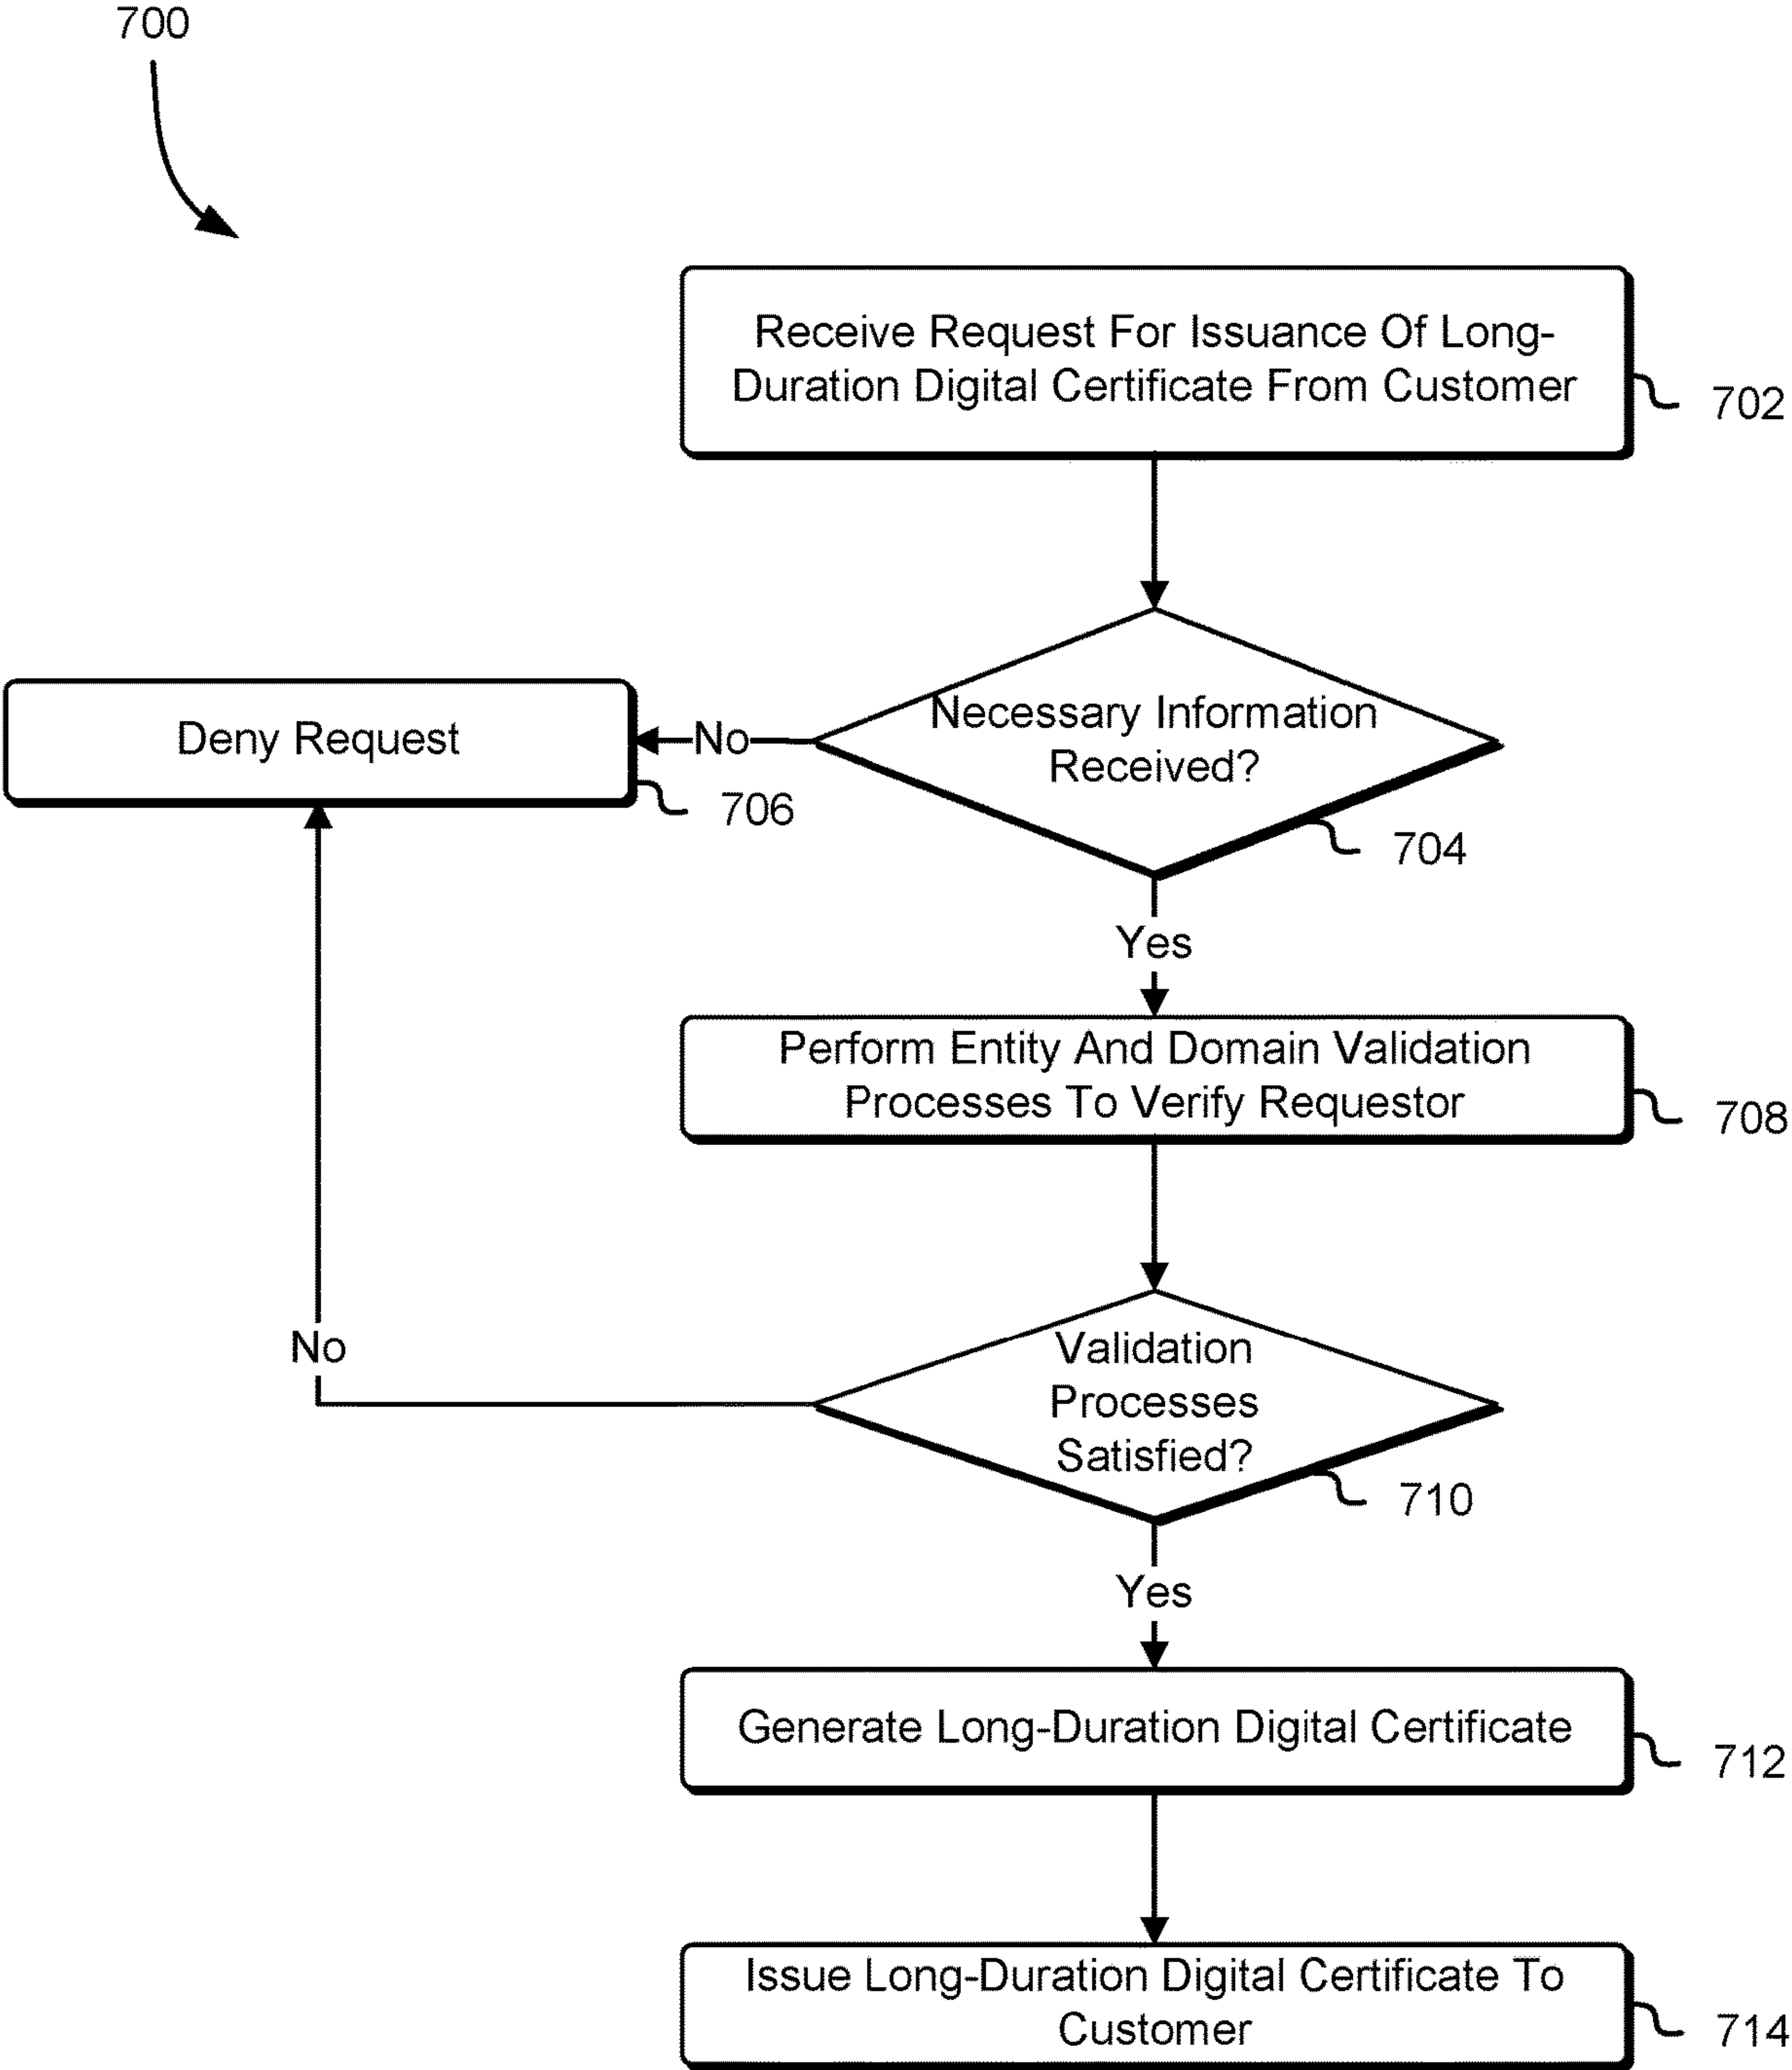 700
Receive Request For Issuance Of Long-
Duration Digital Certificate From Customer
702
Necessary Information
Received?
704
No
Deny Request
706
Yes
Perform Entity And Domain Validation
Processes To Verify Requestor
708
Validation
Processes
Satisfied?
710
No
Yes
Generate Long-Duration Digital Certificate
712
Issue Long-Duration Digital Certificate To
Customer
714